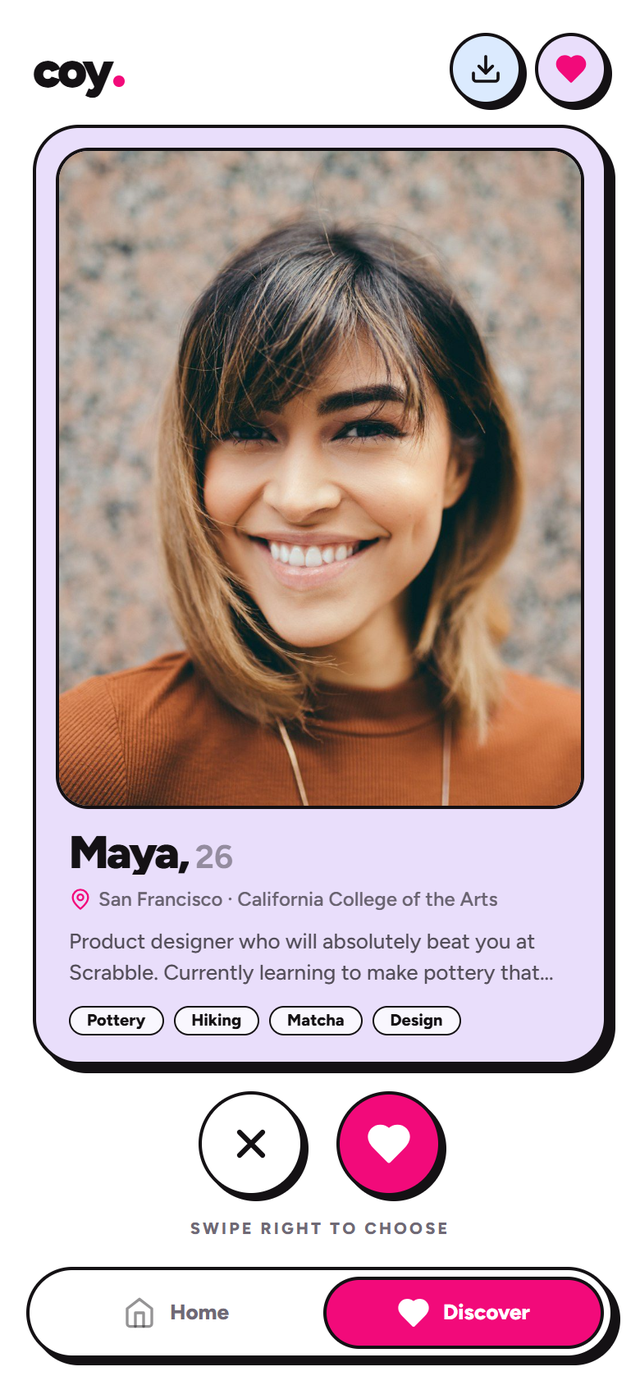 coy.
Maya, 26
San Francisco · California College of the Arts
Product designer who will absolutely beat you at
Scrabble. Currently learning to make pottery that...
Pottery Hiking Matcha Design
SWIPE RIGHT TO CHOOSE
Home Discover